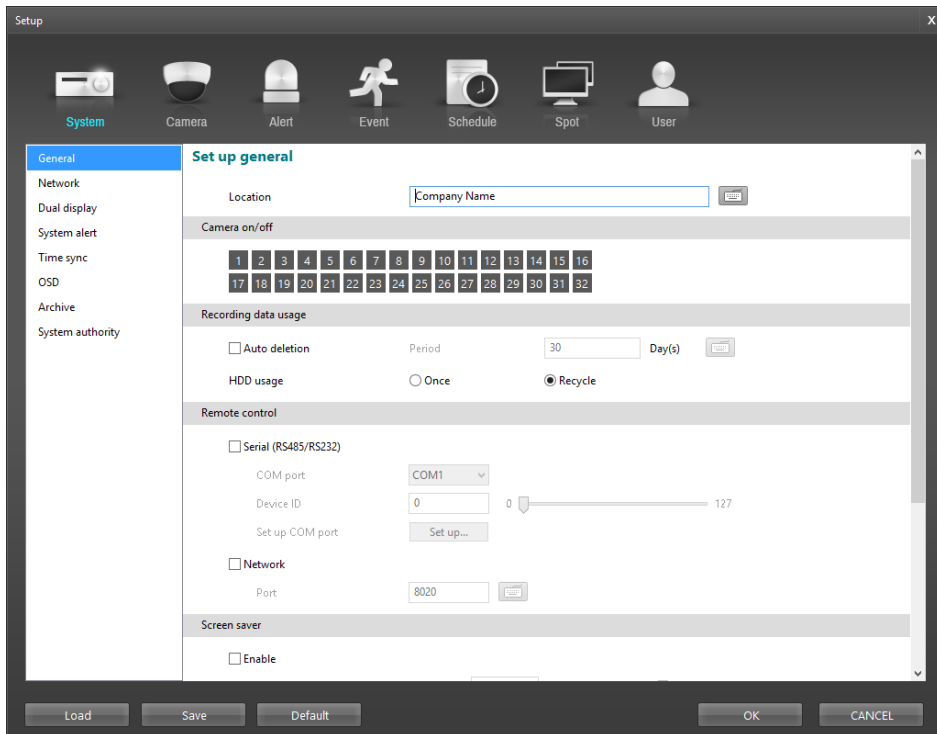 Setup X
System Camera Alert Event Schedule Spot User
General
Network
Dual display
System alert
Time sync
OSD
Archive
System authority
Set up general
Location Company Name
Camera on/off
1 2 3 4 5 6 7 8 9 10 11 12 13 14 15 16
17 18 19 20 21 22 23 24 25 26 27 28 29 30 31 32
Recording data usage
Auto deletion Period 30 Day(s)
HDD usage Once Recycle
Remote control
Serial (RS485/RS232)
COM port COM1
Device ID 0 0 127
Set up COM port Set up...
Network
Port 8020
Screen saver
Enable
Load Save Default OK CANCEL